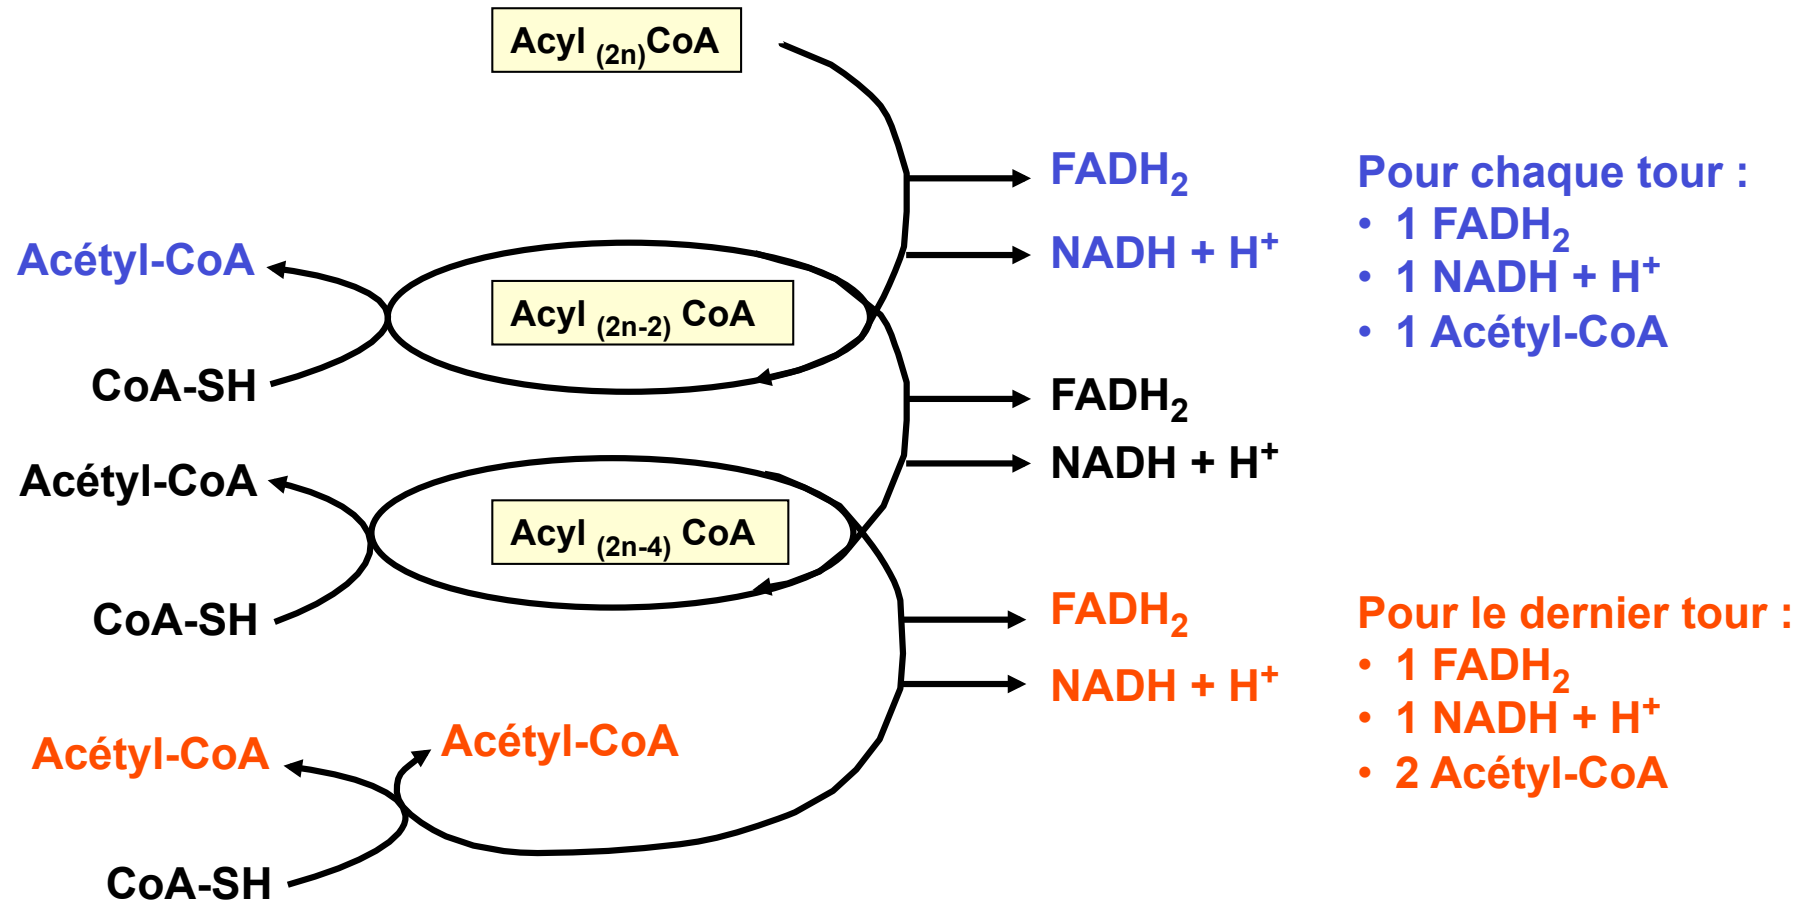 Acyl (2n)CoA
FADH2
NADH + H+
Pour chaque tour :
• 1 FADH2
• 1 NADH + H+
• 1 Acétyl-CoA
Acétyl-CoA
Acyl (2n-2) CoA
CoA-SH
FADH2
NADH + H+
Acétyl-CoA
Acyl (2n-4) CoA
CoA-SH
FADH2
NADH + H+
Pour le dernier tour :
• 1 FADH2
• 1 NADH + H+
• 2 Acétyl-CoA
Acétyl-CoA
Acétyl-CoA
CoA-SH